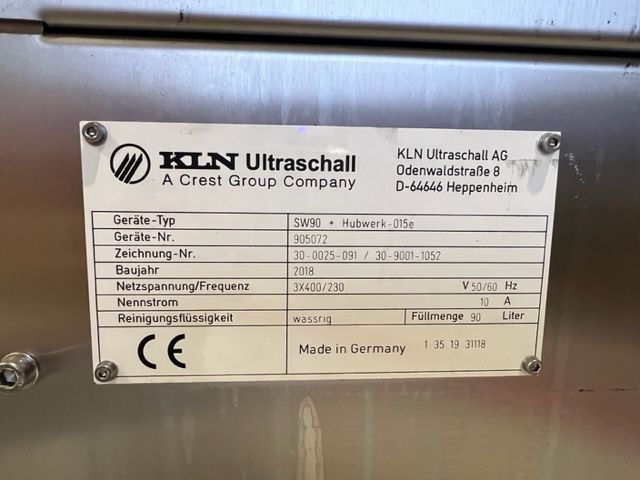 KLN Ultraschall
A Crest Group Company
KLN Ultraschall AG
Odenwaldstraße 8
D-64646 Heppenheim
Geräte-Typ SW90 + Hubwerk-015e
Geräte-Nr. 905072
Zeichnung-Nr. 30-0025-091 / 30-9001-1052
Baujahr 2018
Netzspannung/Frequenz 3X400/230 V 50/60 Hz
Nennstrom 10 A
Reinigungsflüssigkeit wassrig Füllmenge 90 Liter
CE Made in Germany 1 35 19 31118